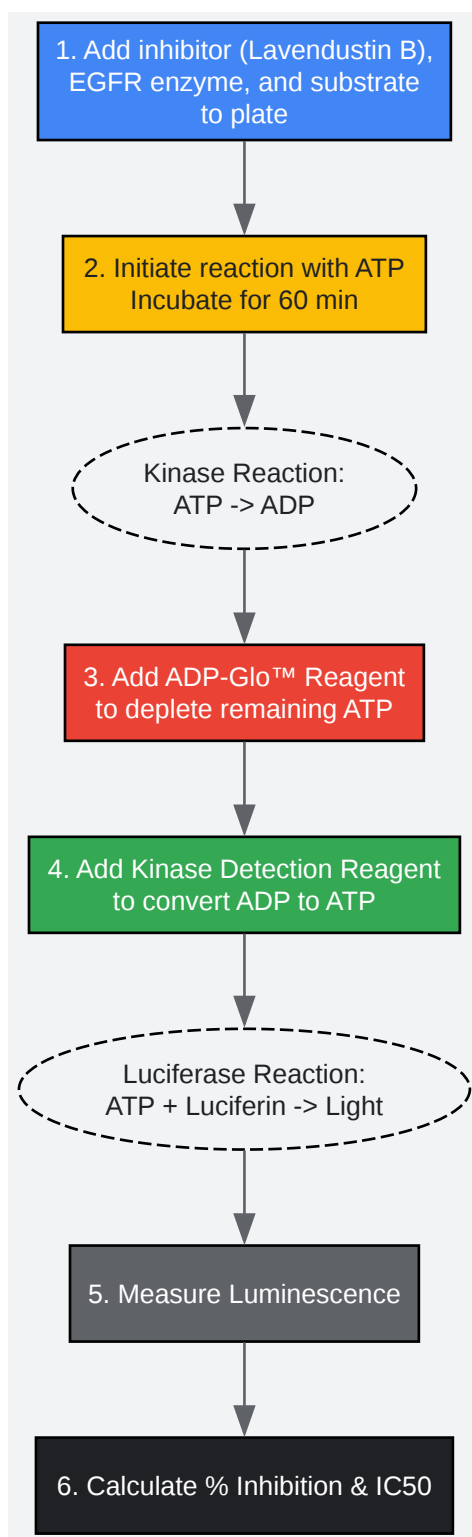 1. Add inhibitor (Lavendustin B),
EGFR enzyme, and substrate
to plate
2. Initiate reaction with ATP
Incubate for 60 min
Kinase Reaction:
ATP -> ADP
3. Add ADP-Glo™ Reagent
to deplete remaining ATP
4. Add Kinase Detection Reagent
to convert ADP to ATP
Luciferase Reaction:
ATP + Luciferin -> Light
5. Measure Luminescence
6. Calculate % Inhibition & IC50